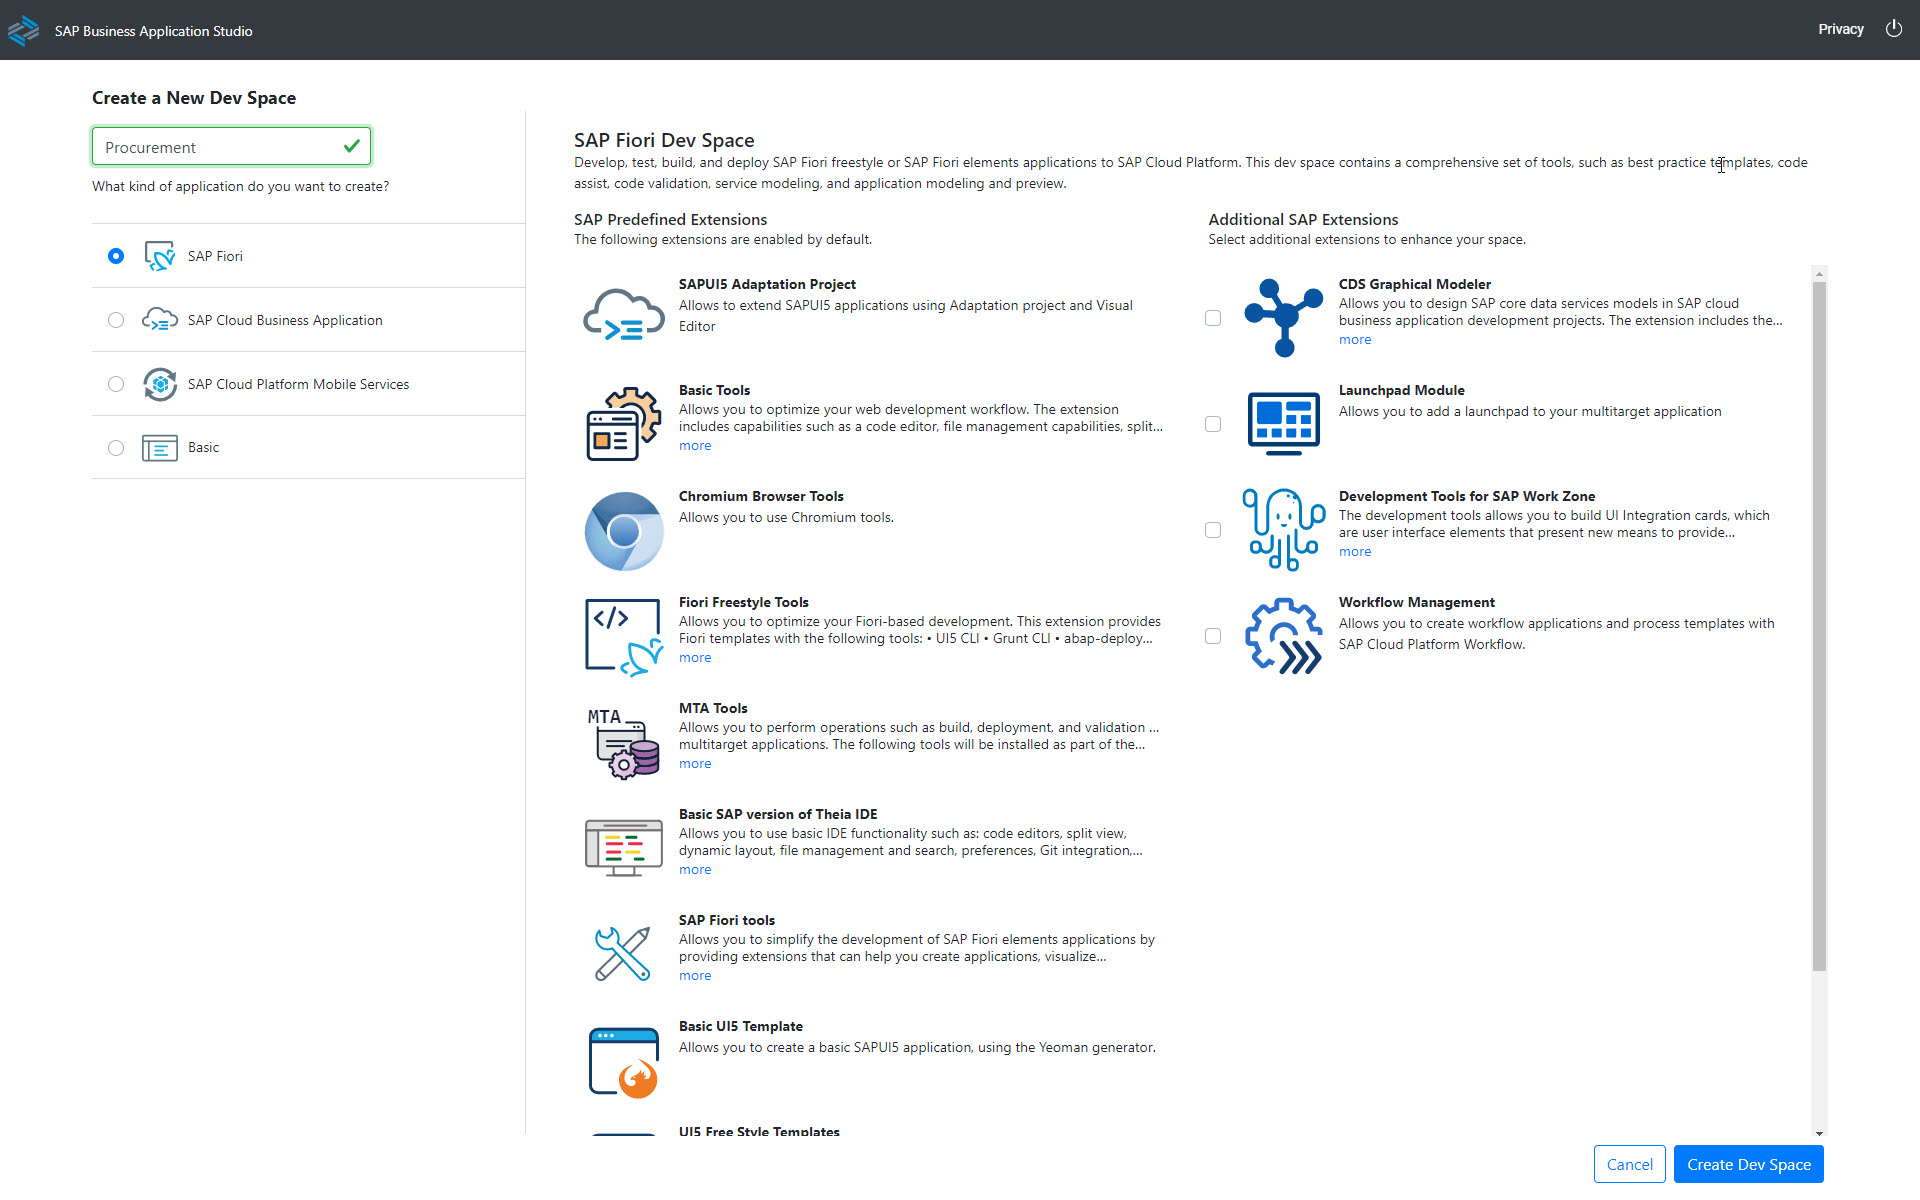 SAP Business Application Studio
Privacy
Create a New Dev Space
Procurement
What kind of application do you want to create?
SAP Fiori
SAP Cloud Business Application
SAP Cloud Platform Mobile Services
Basic
SAP Fiori Dev Space
Develop, test, build, and deploy SAP Fiori freestyle or SAP Fiori elements applications to SAP Cloud Platform. This dev space contains a comprehensive set of tools, such as best practice templates, code
assist, code validation, service modeling, and application modeling and preview.
SAP Predefined Extensions
The following extensions are enabled by default.
SAPUI5 Adaptation Project
Allows to extend SAPUI5 applications using Adaptation project and Visual
Editor
Basic Tools
Allows you to optimize your web development workflow. The extension
includes capabilities such as a code editor, file management capabilities, split...
more
Chromium Browser Tools
Allows you to use Chromium tools.
</>
Fiori Freestyle Tools
Allows you to optimize your Fiori-based development. This extension provides
Fiori templates with the following tools: • UI5 CLI • Grunt CLI • abap-deploy...
more
MTA
MTA Tools
Allows you to perform operations such as build, deployment, and validation ...
multitarget applications. The following tools will be installed as part of the...
more
Basic SAP version of Theia IDE
Allows you to use basic IDE functionality such as: code editors, split view,
dynamic layout, file management and search, preferences, Git integration,...
more
SAP Fiori tools
Allows you to simplify the development of SAP Fiori elements applications by
providing extensions that can help you create applications, visualize...
more
Basic UI5 Template
Allows you to create a basic SAPUI5 application, using the Yeoman generator.
UI5 Free Style Templates
Additional SAP Extensions
Select additional extensions to enhance your space.
CDS Graphical Modeler
Allows you to design SAP core data services models in SAP cloud
business application development projects. The extension includes the...
more
Launchpad Module
Allows you to add a launchpad to your multitarget application
Development Tools for SAP Work Zone
The development tools allows you to build UI Integration cards, which
are user interface elements that present new means to provide...
more
Workflow Management
Allows you to create workflow applications and process templates with
SAP Cloud Platform Workflow.
Cancel
Create Dev Space